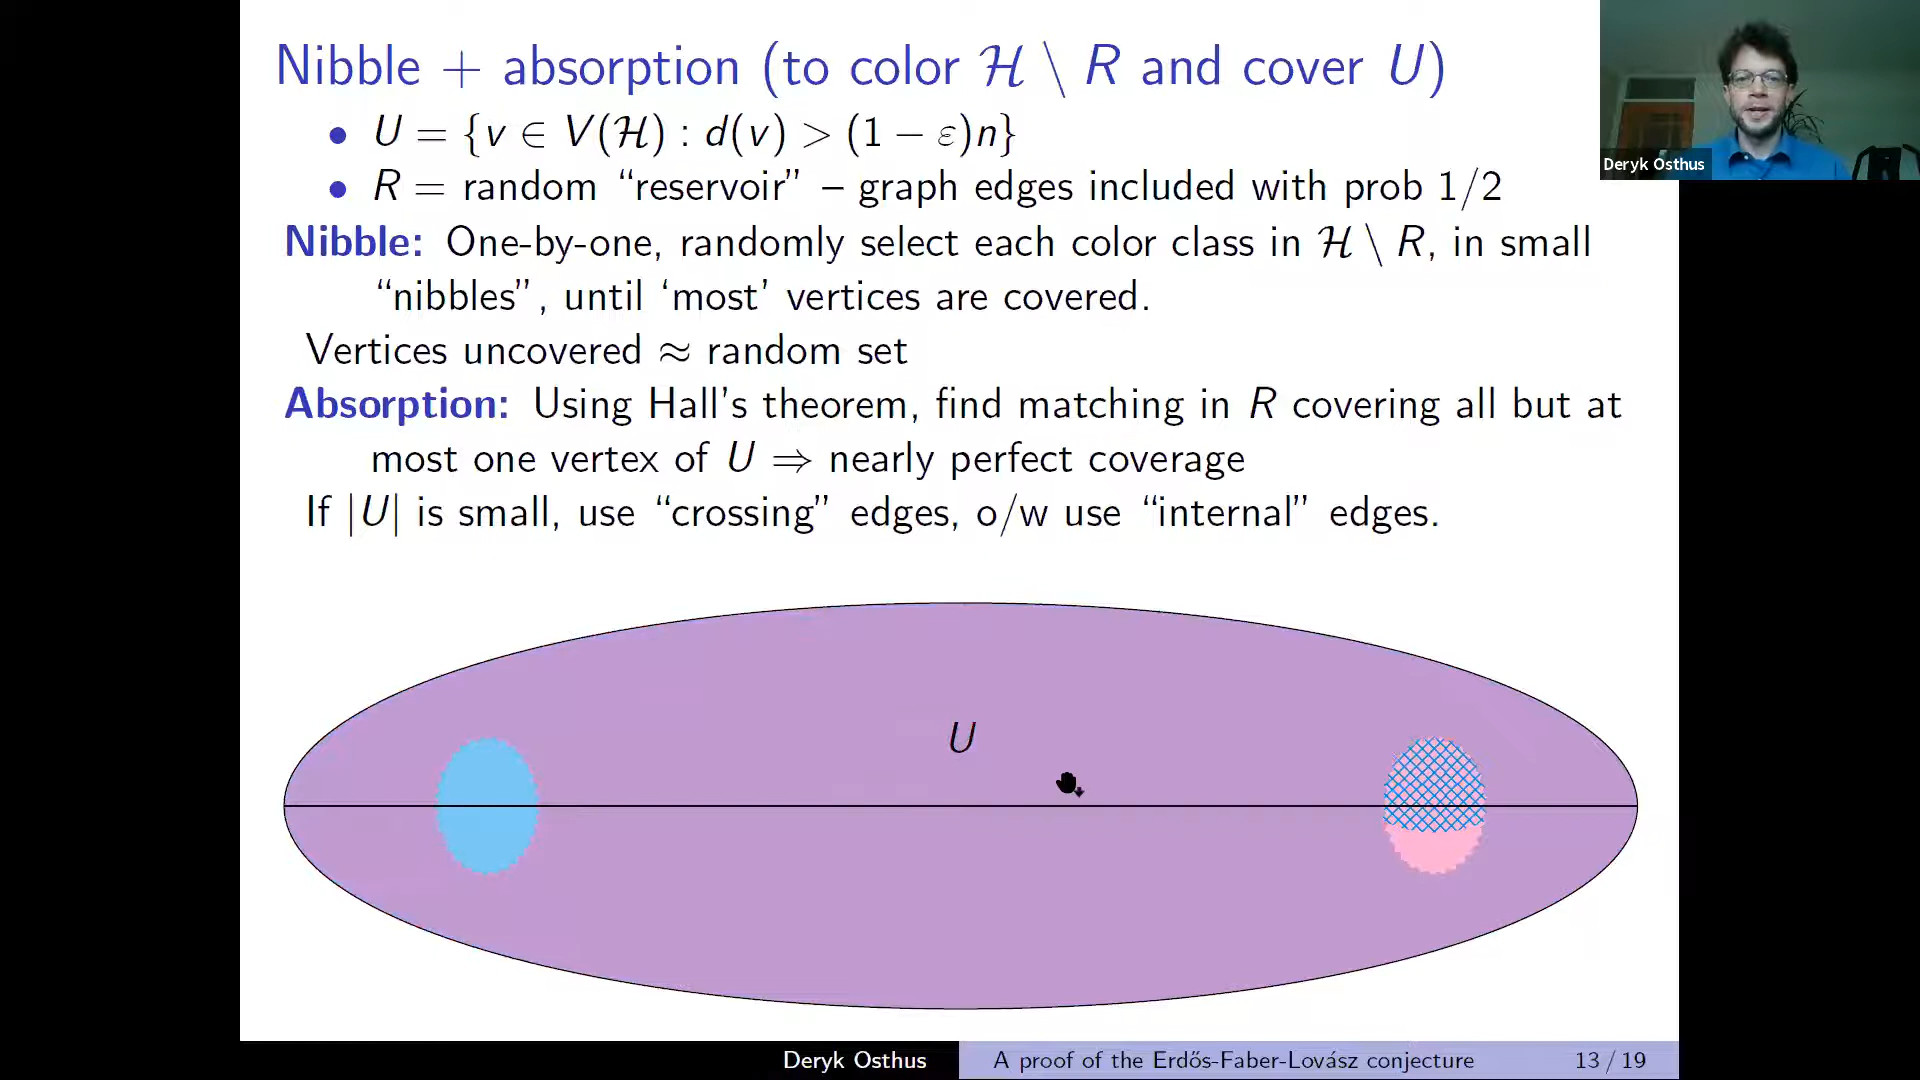 Nibble + absorption (to color ℋ \ R and cover U)
• U = {v ∈ V(ℋ) : d(v) > (1 − ε)n}
• R = random “reservoir” – graph edges included with prob 1/2
Nibble: One-by-one, randomly select each color class in ℋ \ R, in small
“nibbles”, until ‘most’ vertices are covered.
Vertices uncovered ≈ random set
Absorption: Using Hall’s theorem, find matching in R covering all but at
most one vertex of U ⇒ nearly perfect coverage
If |U| is small, use “crossing” edges, o/w use “internal” edges.
U
Deryk Osthus
Deryk Osthus A proof of the Erdős-Faber-Lovász conjecture 13 / 19